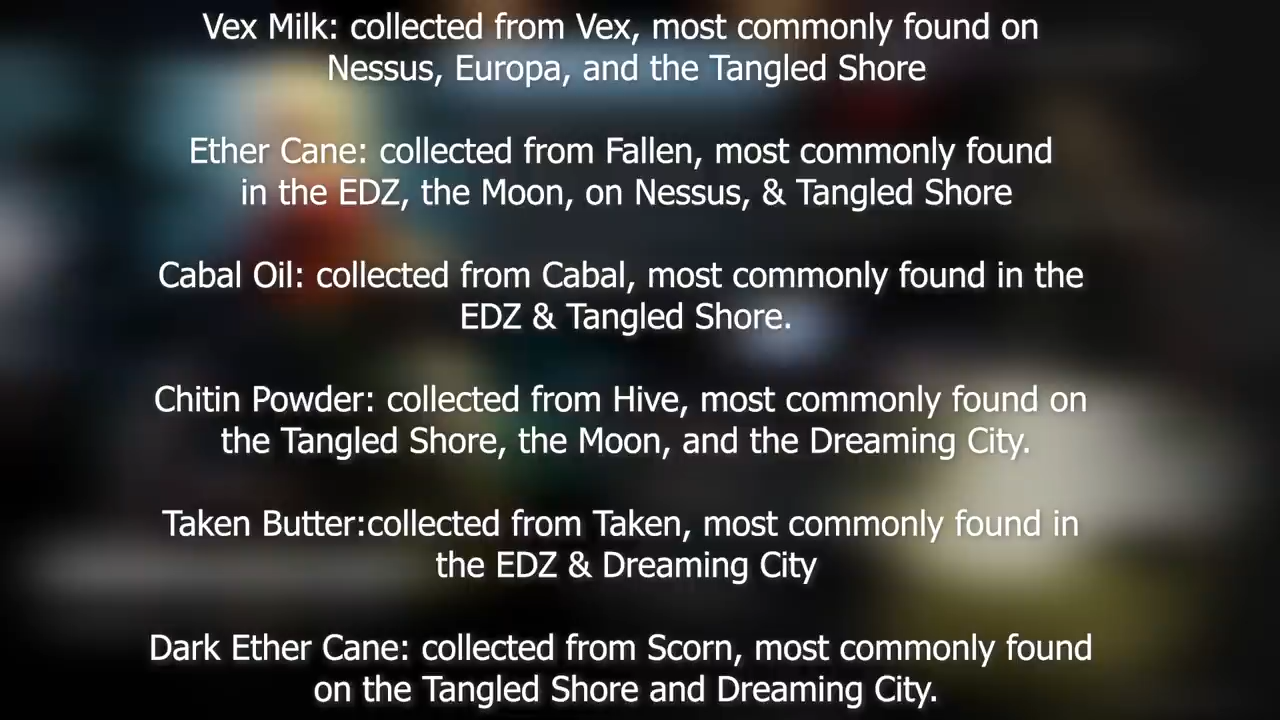 Vex Milk: collected from Vex, most commonly found on
Nessus, Europa, and the Tangled Shore
Ether Cane: collected from Fallen, most commonly found
in the EDZ, the Moon, on Nessus, & Tangled Shore
Cabal Oil: collected from Cabal, most commonly found in the
EDZ & Tangled Shore.
Chitin Powder: collected from Hive, most commonly found on
the Tangled Shore, the Moon, and the Dreaming City.
Taken Butter:collected from Taken, most commonly found in
the EDZ & Dreaming City
Dark Ether Cane: collected from Scorn, most commonly found
on the Tangled Shore and Dreaming City.